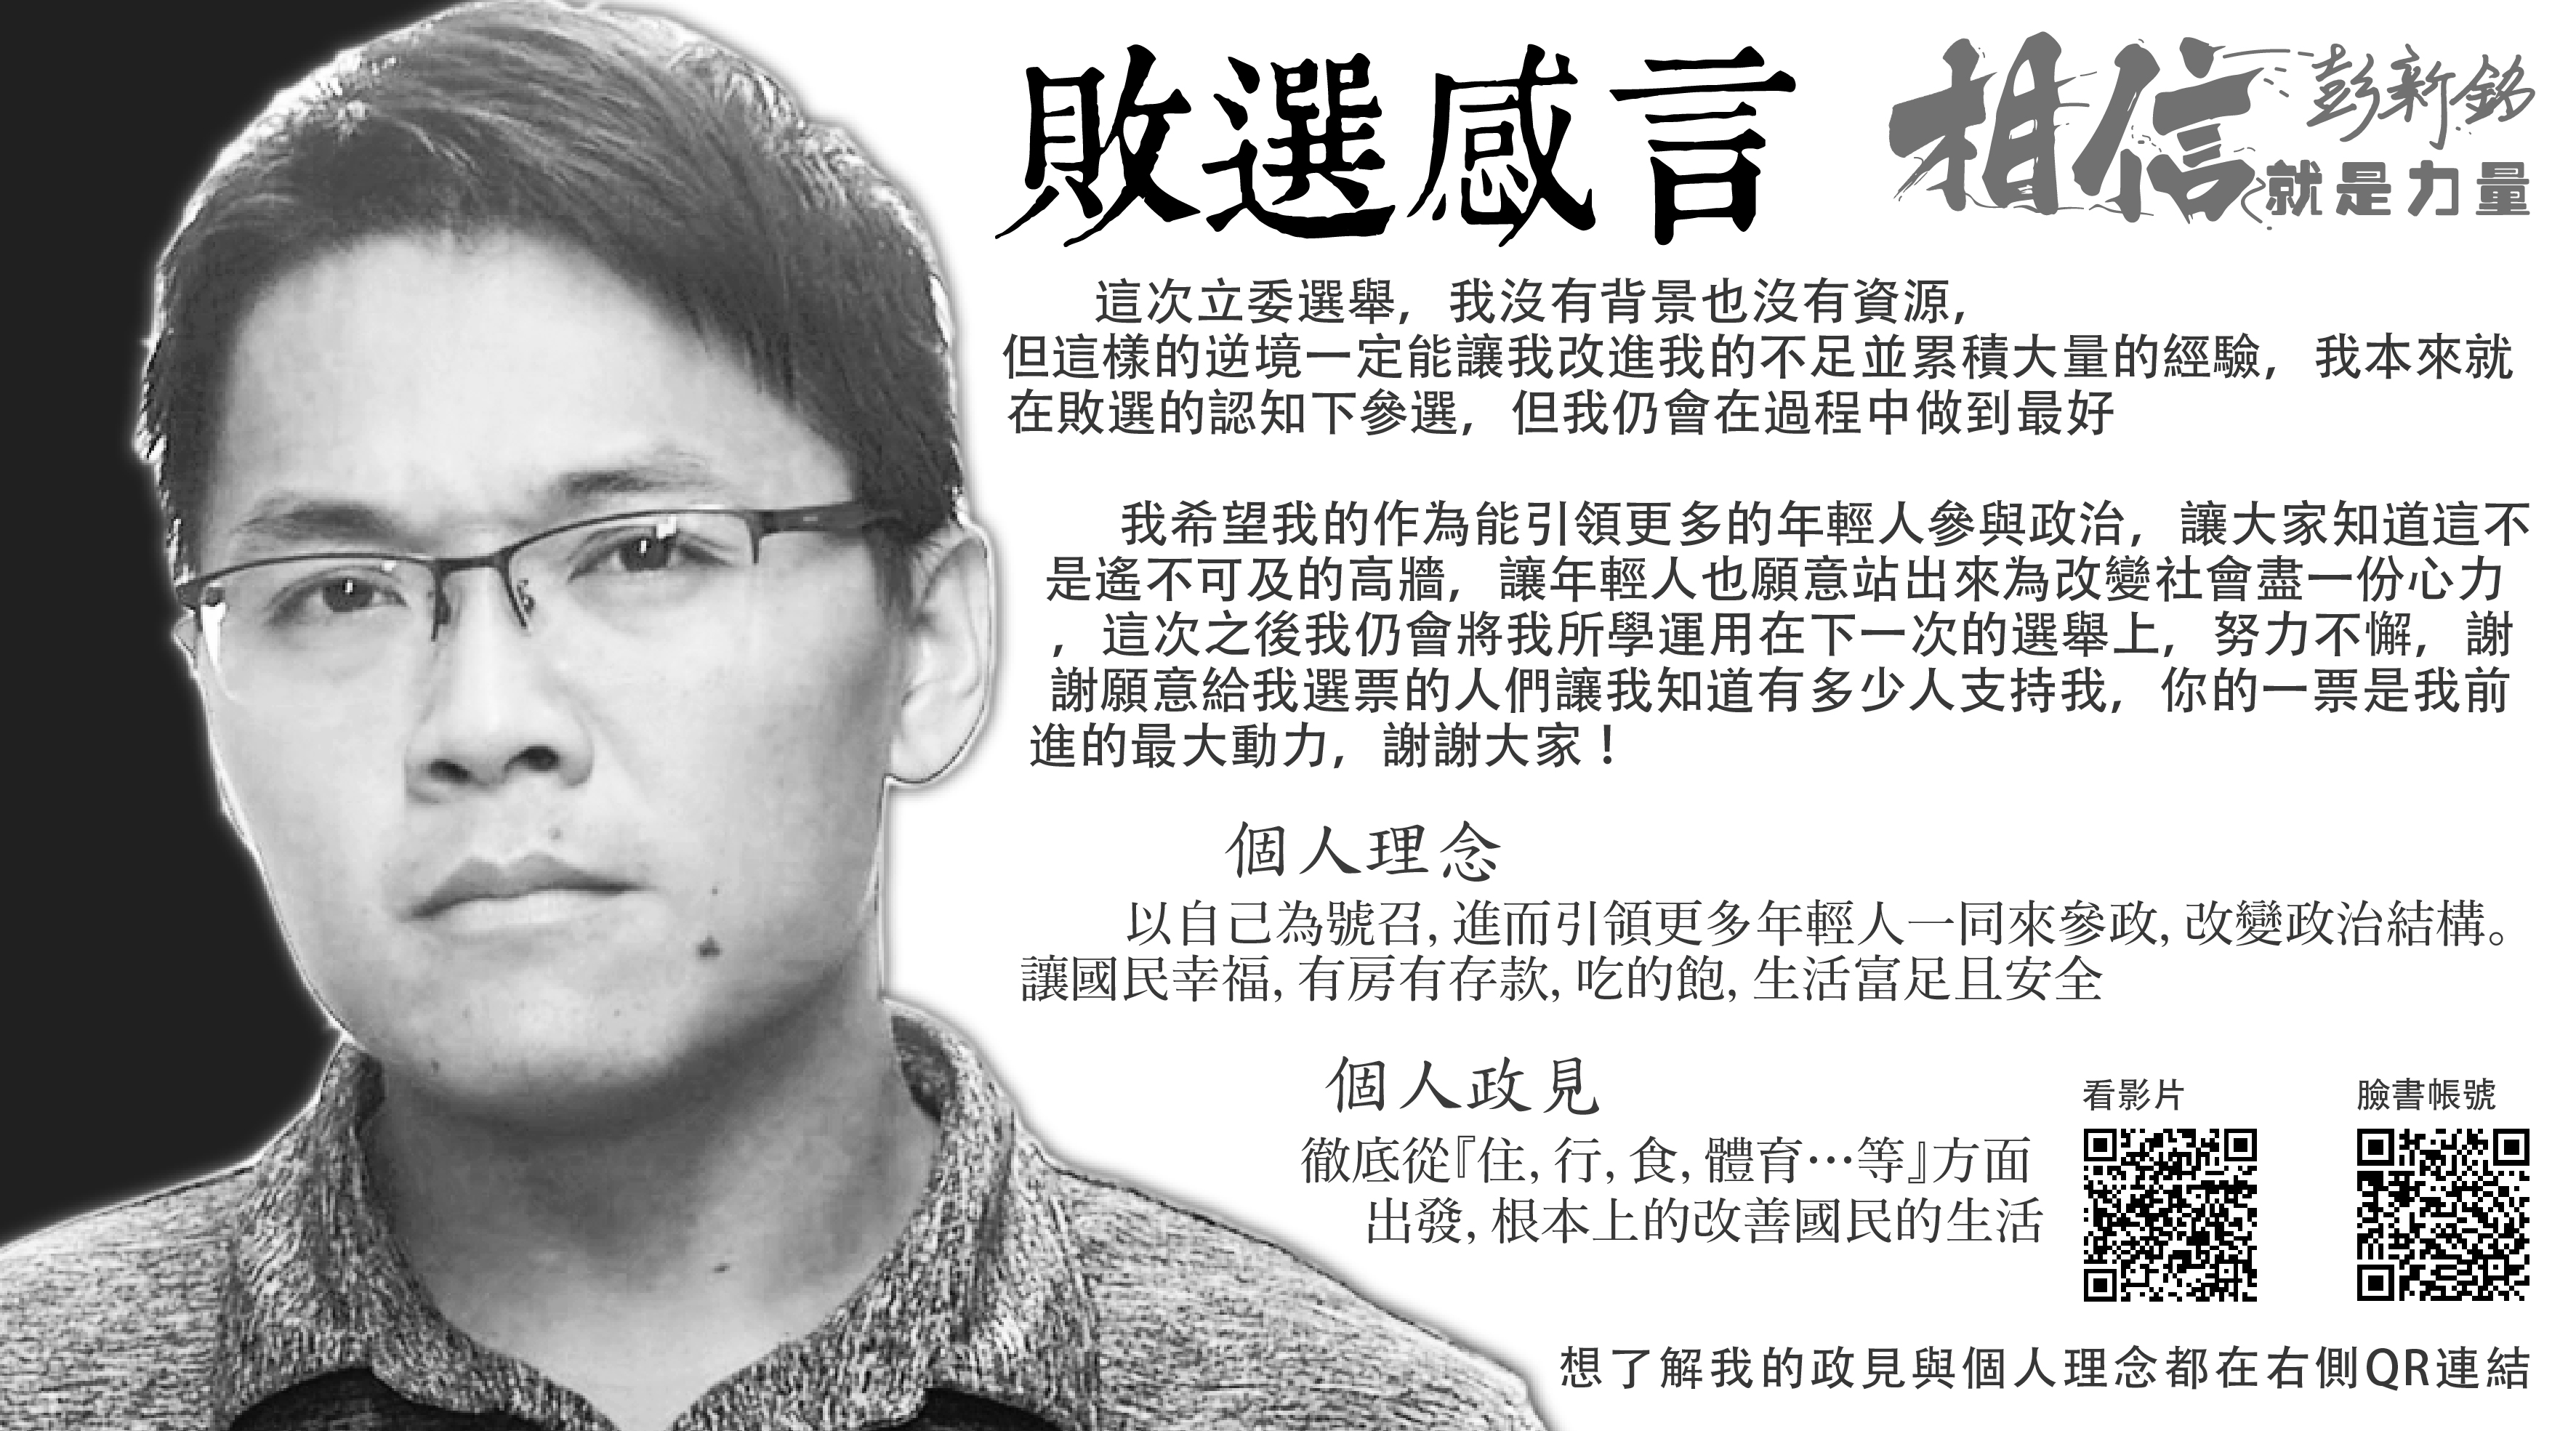 敗選感言
相信
彭新銘
就是力量
這次立委選舉，我沒有背景也沒有資源，
但這樣的逆境一定能讓我改進我的不足並累積大量的經驗，我本來就
在敗選的認知下參選，但我仍會在過程中做到最好
我希望我的作為能引領更多的年輕人參與政治，讓大家知道這不
是遙不可及的高牆，讓年輕人也願意站出來為改變社會盡一份心力
，這次之後我仍會將我所學運用在下一次的選舉上，努力不懈，謝
謝願意給我選票的人們讓我知道有多少人支持我，你的一票是我前
進的最大動力，謝謝大家！
個人理念
以自己為號召，進而引領更多年輕人一同來參政，改變政治結構。
讓國民幸福，有房有存款，吃的飽，生活富足且安全
個人政見
徹底從『住，行，食，體育…等』方面
出發，根本上的改善國民的生活
看影片
臉書帳號
想了解我的政見與個人理念都在右側QR連結